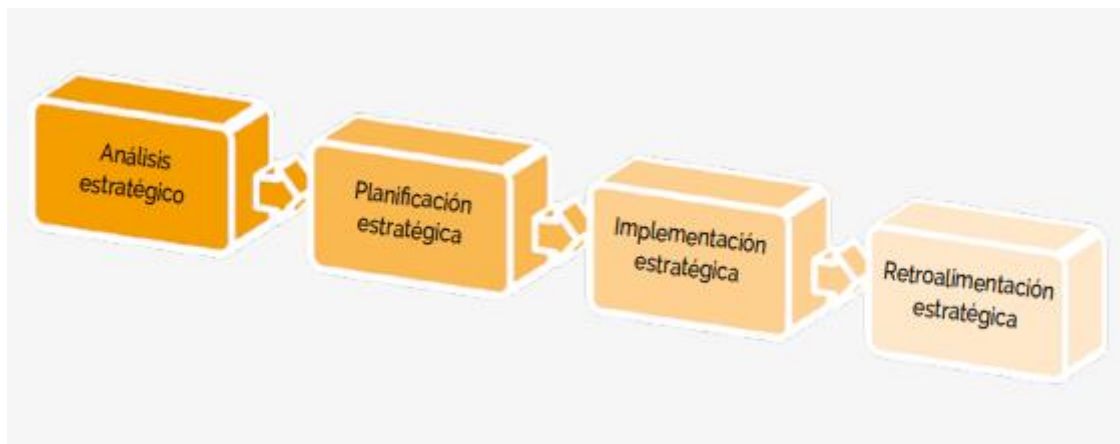 Análisis
estratégico
Planificación
estratégica
Implementación
estratégica
Retroalimentación
estratégica